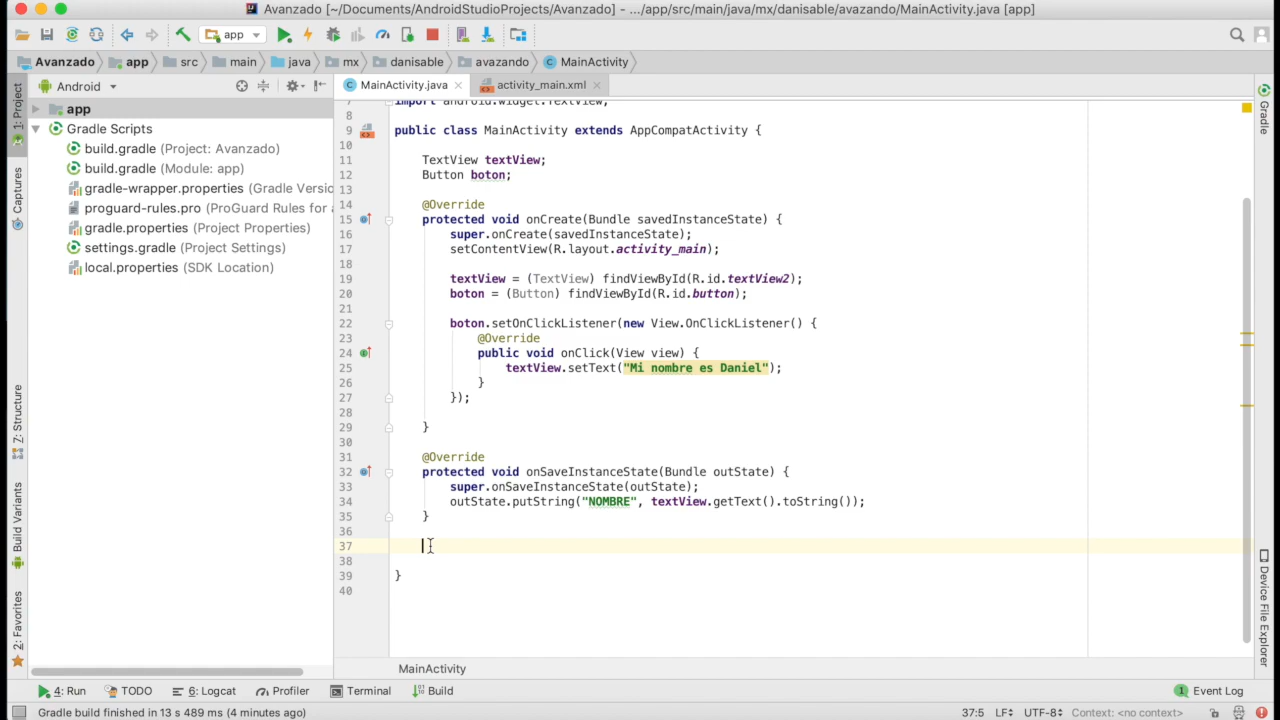 Avanzado [~/Documents/AndroidStudioProjects/Avanzado] - .../app/src/main/java/mx/danisable/avazando/MainActivity.java [app]
app
Avanzado app src main java mx danisable avazando MainActivity
Android
MainActivity.java activity_main.xml
1: Project
Captures
Z: Structure
Build Variants
2: Favorites
app
Gradle Scripts
build.gradle (Project: Avanzado)
build.gradle (Module: app)
gradle-wrapper.properties (Gradle Versio
proguard-rules.pro (ProGuard Rules for a
gradle.properties (Project Properties)
settings.gradle (Project Settings)
local.properties (SDK Location)
7 import android.widget.TextView;
8
9 public class MainActivity extends AppCompatActivity {
10
11 TextView textView;
12 Button boton;
13
14 @Override
15 protected void onCreate(Bundle savedInstanceState) {
16 super.onCreate(savedInstanceState);
17 setContentView(R.layout.activity_main);
18
19 textView = (TextView) findViewById(R.id.textView2);
20 boton = (Button) findViewById(R.id.button);
21
22 boton.setOnClickListener(new View.OnClickListener() {
23 @Override
24 public void onClick(View view) {
25 textView.setText("Mi nombre es Daniel");
26 }
27 });
28
29 }
30
31 @Override
32 protected void onSaveInstanceState(Bundle outState) {
33 super.onSaveInstanceState(outState);
34 outState.putString("NOMBRE", textView.getText().toString());
35 }
36
37
38
39 }
40
Gradle
Device File Explorer
MainActivity
4: Run TODO 6: Logcat Profiler Terminal Build 1 Event Log
Gradle build finished in 13 s 489 ms (4 minutes ago) 37:5 LF UTF-8 Context: <no context>